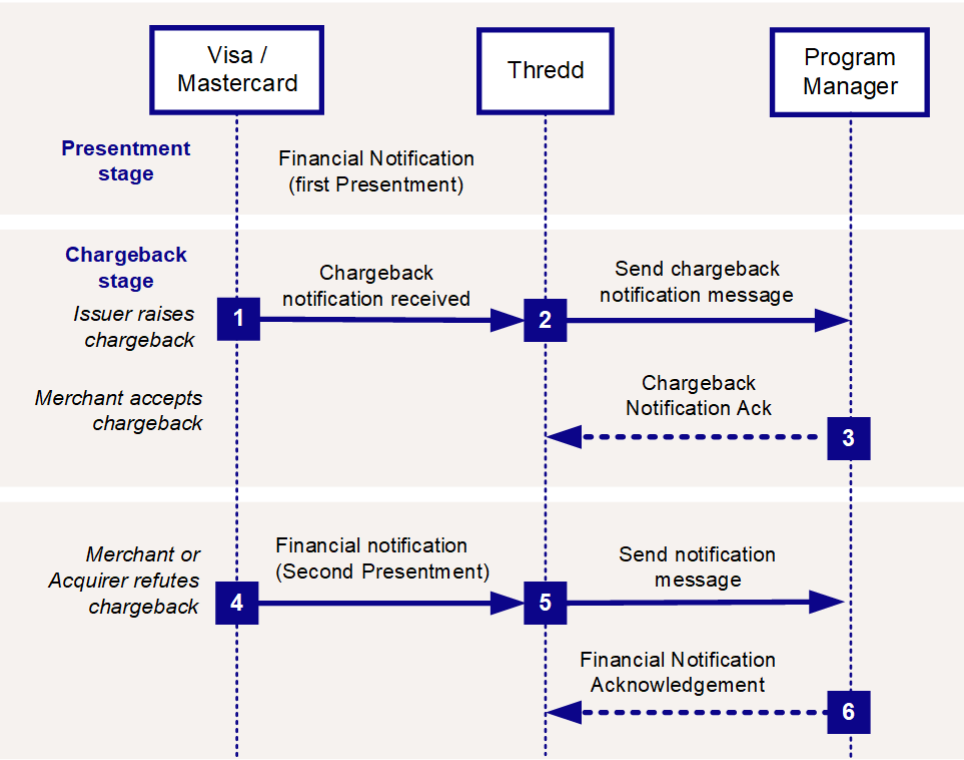 Visa /
Mastercard
Thredd
Program
Manager
Presentment
stage
Financial Notification
(first Presentment)
Chargeback
stage
Issuer raises
chargeback
1
Chargeback
notification received
2
Send chargeback
notification message
Merchant accepts
chargeback
Chargeback
Notification Ack
3
Merchant or
Acquirer refutes
chargeback
4
Financial notification
(Second Presentment)
5
Send notification
message
Financial Notification
Acknowledgement
6